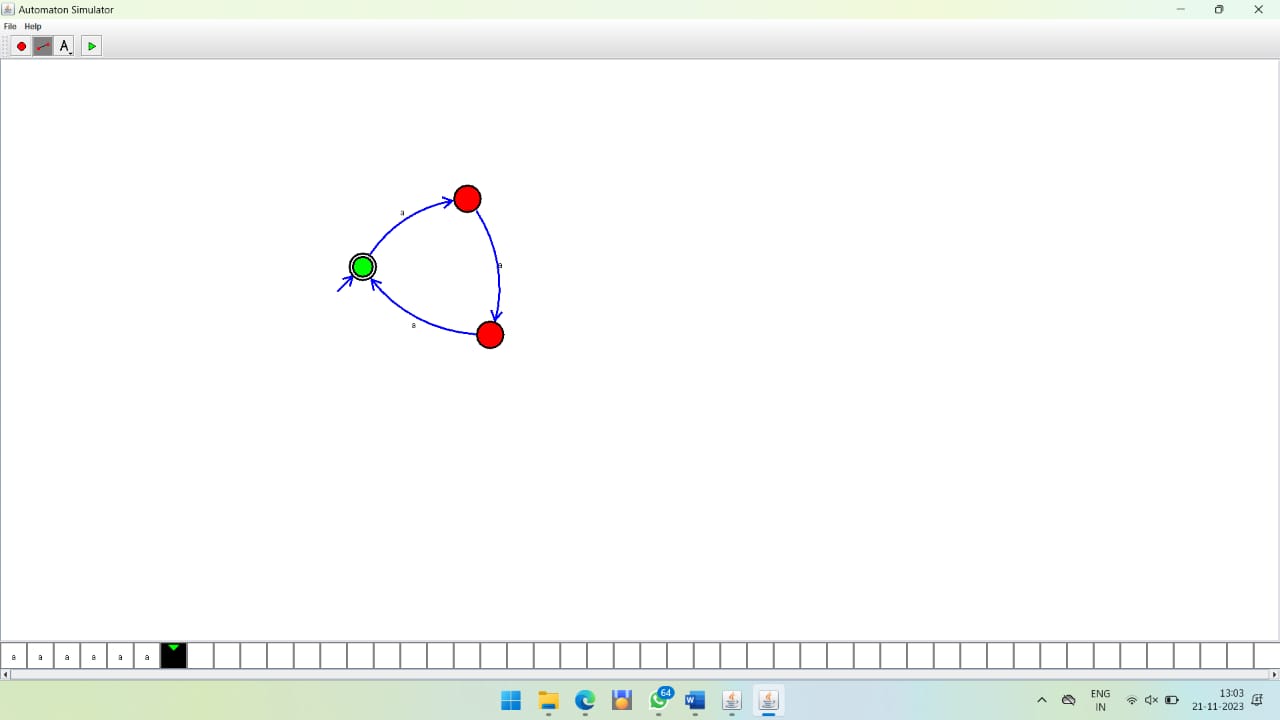 Automaton Simulator
File Help
A
a
a
a
a a a a a a
64
W
ENG
IN
13:03
21-11-2023